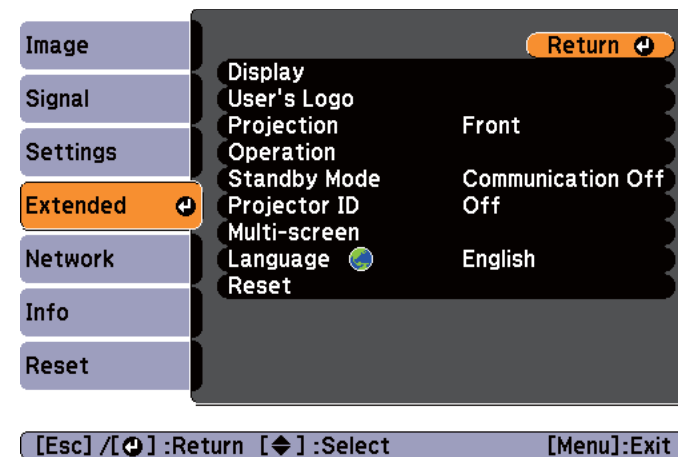 Image
Signal
Settings
Extended
Network
Info
Reset
Return
Display
User's Logo
Projection Front
Operation
Standby Mode Communication Off
Projector ID Off
Multi-screen
Language English
Reset
[Esc] /[ ] :Return [ ] :Select [Menu]:Exit